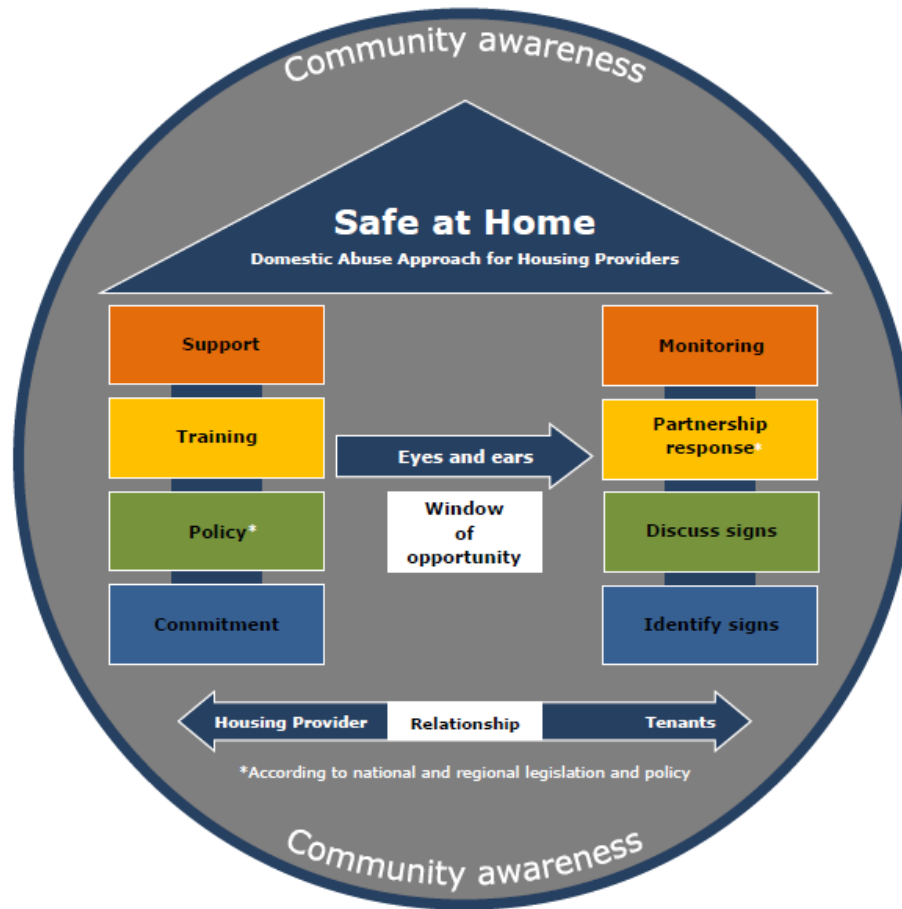 Community awareness
Safe at Home
Domestic Abuse Approach for Housing Providers
Support
Training
Policy*
Commitment
Eyes and ears
Window
of
opportunity
Monitoring
Partnership
response*
Discuss signs
Identify signs
Housing Provider
Relationship
Tenants
*According to national and regional legislation and policy
Community awareness